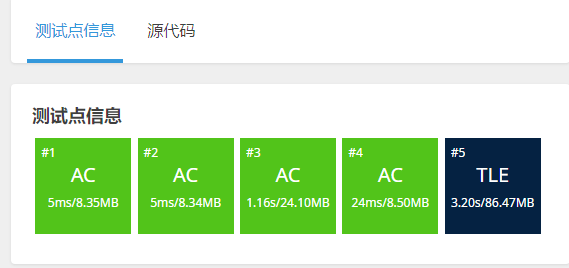 测试点信息 源代码
测试点信息
#1 #2 #3 #4 #5
AC AC AC AC TLE
5ms/8.35MB 5ms/8.34MB 1.16s/24.10MB 24ms/8.50MB 3.20s/86.47MB